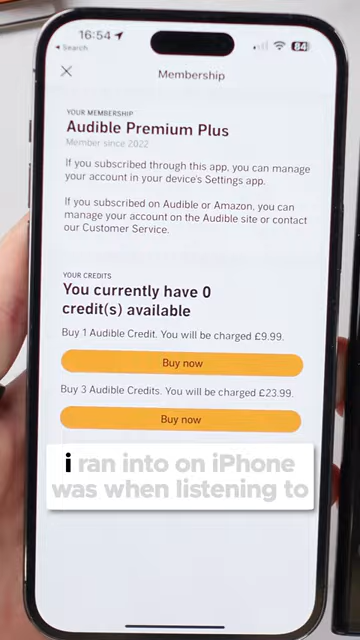 16:54
84
Search
Membership
YOUR MEMBERSHIP
Audible Premium Plus
Member since 2022
If you subscribed through this app, you can manage
your account in your device's Settings app.
If you subscribed on Audible or Amazon, you can
manage your account on the Audible site or contact
our Customer Service.
YOUR CREDITS
You currently have 0
credit(s) available
Buy 1 Audible Credit. You will be charged £9.99.
Buy now
Buy 3 Audible Credits. You will be charged £23.99.
Buy now
i ran into on iPhone
was when listening to